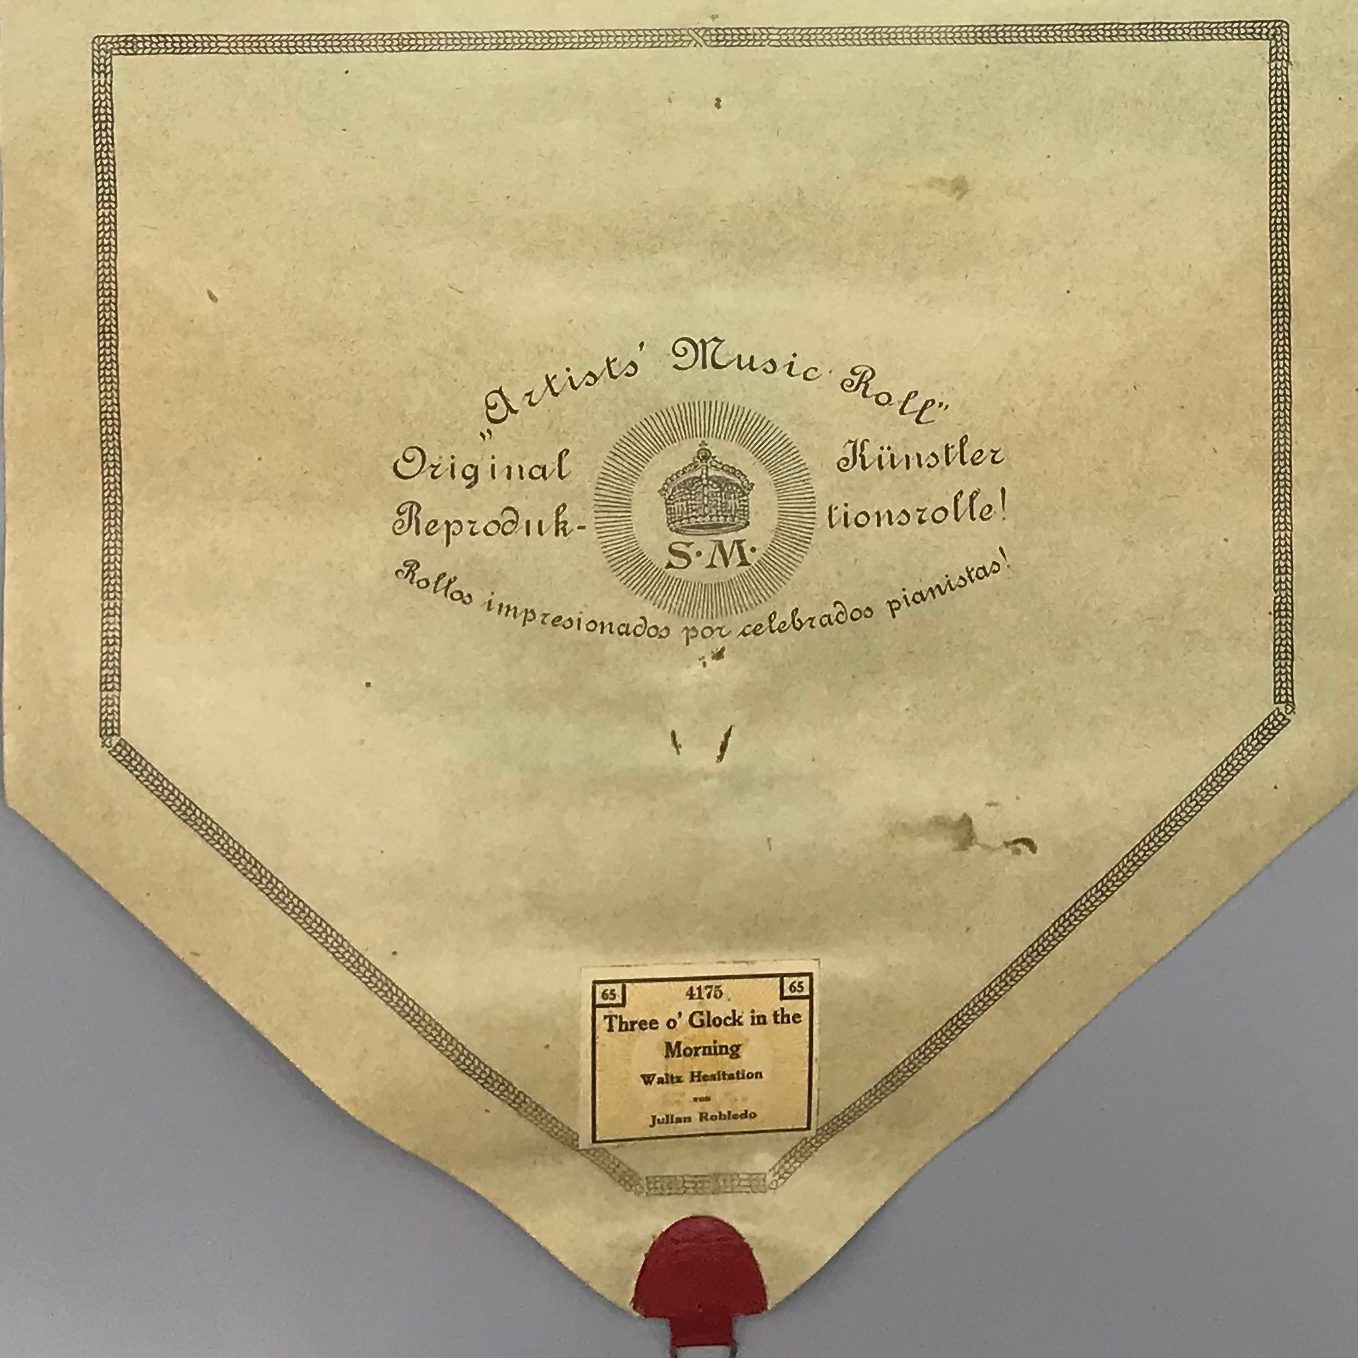 „Artists' Music Roll"
Original Künstler
Reproduk- tionsrolle!
S·M·
Rollos impresionados por celebrados pianistas!
65 4175 65
Three o' Glock in the
Morning
Waltz Hesitation
von
Julian Robledo